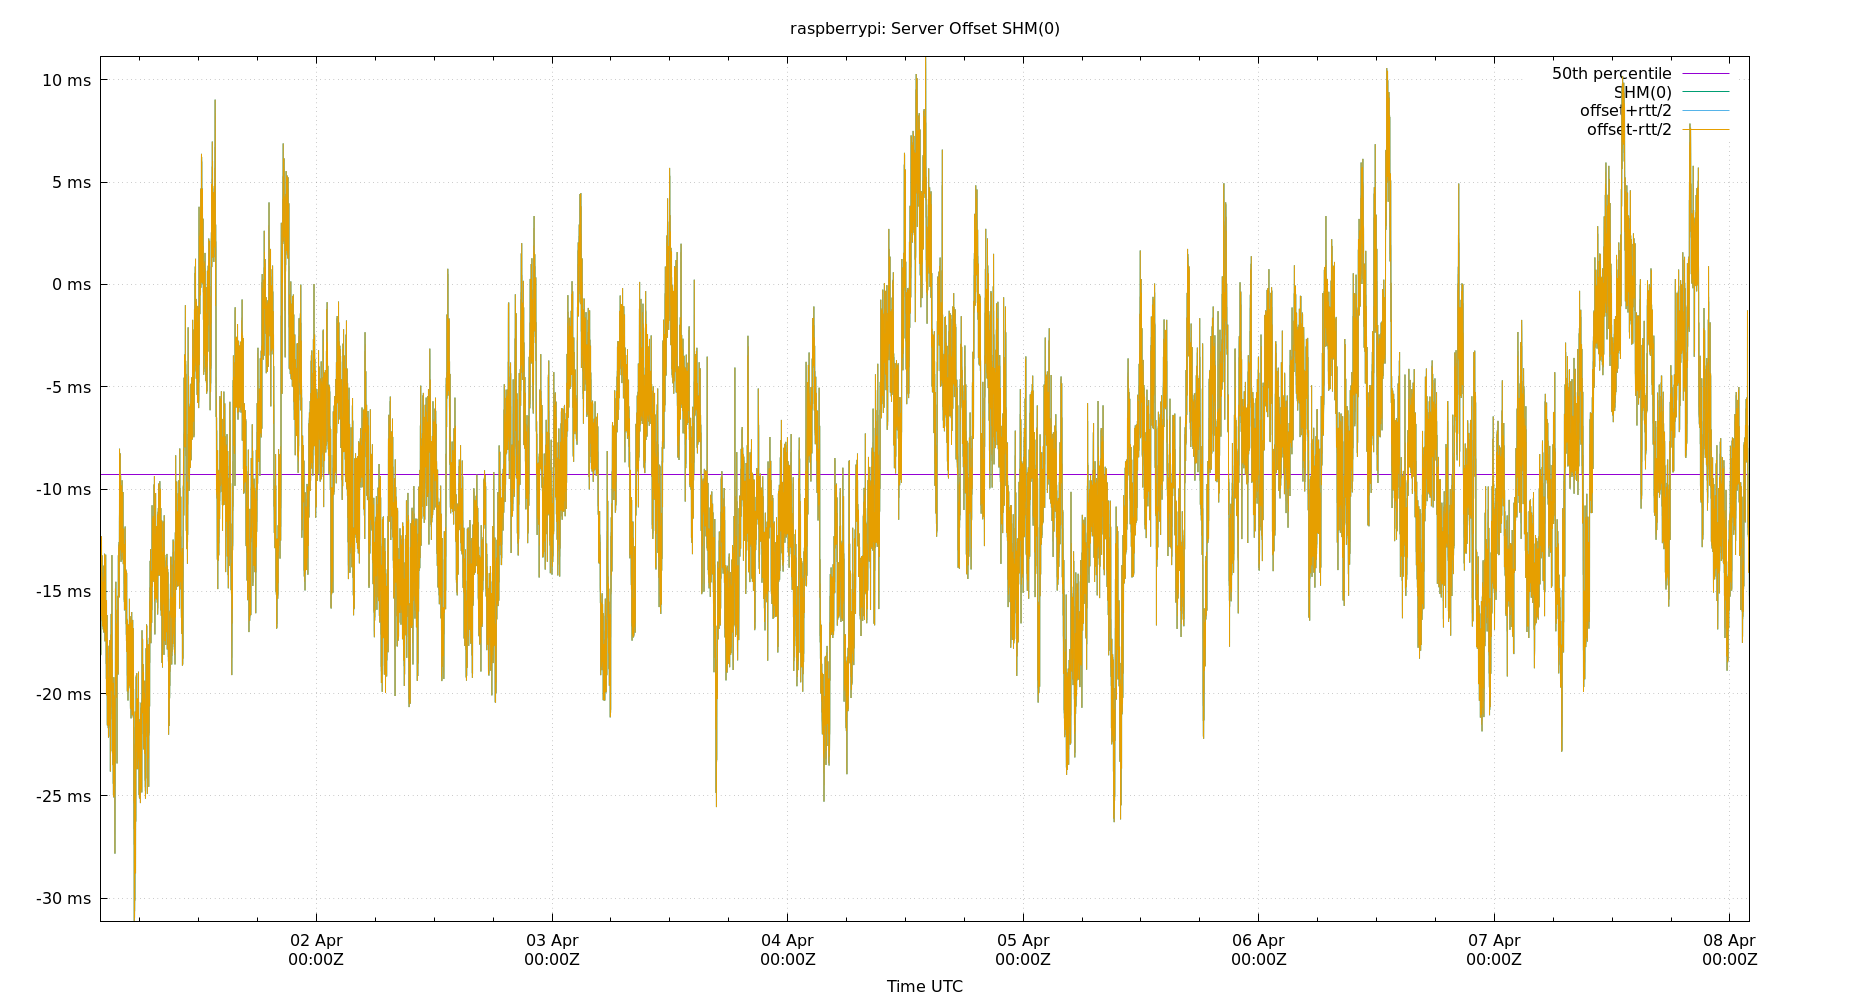 raspberrypi: Server Offset SHM(0)
10 ms
5 ms
0 ms
-5 ms
-10 ms
-15 ms
-20 ms
-25 ms
-30 ms
50th percentile
SHM(0)
offset+rtt/2
offset-rtt/2
02 Apr
00:00Z
03 Apr
00:00Z
04 Apr
00:00Z
05 Apr
00:00Z
06 Apr
00:00Z
07 Apr
00:00Z
08 Apr
00:00Z
Time UTC